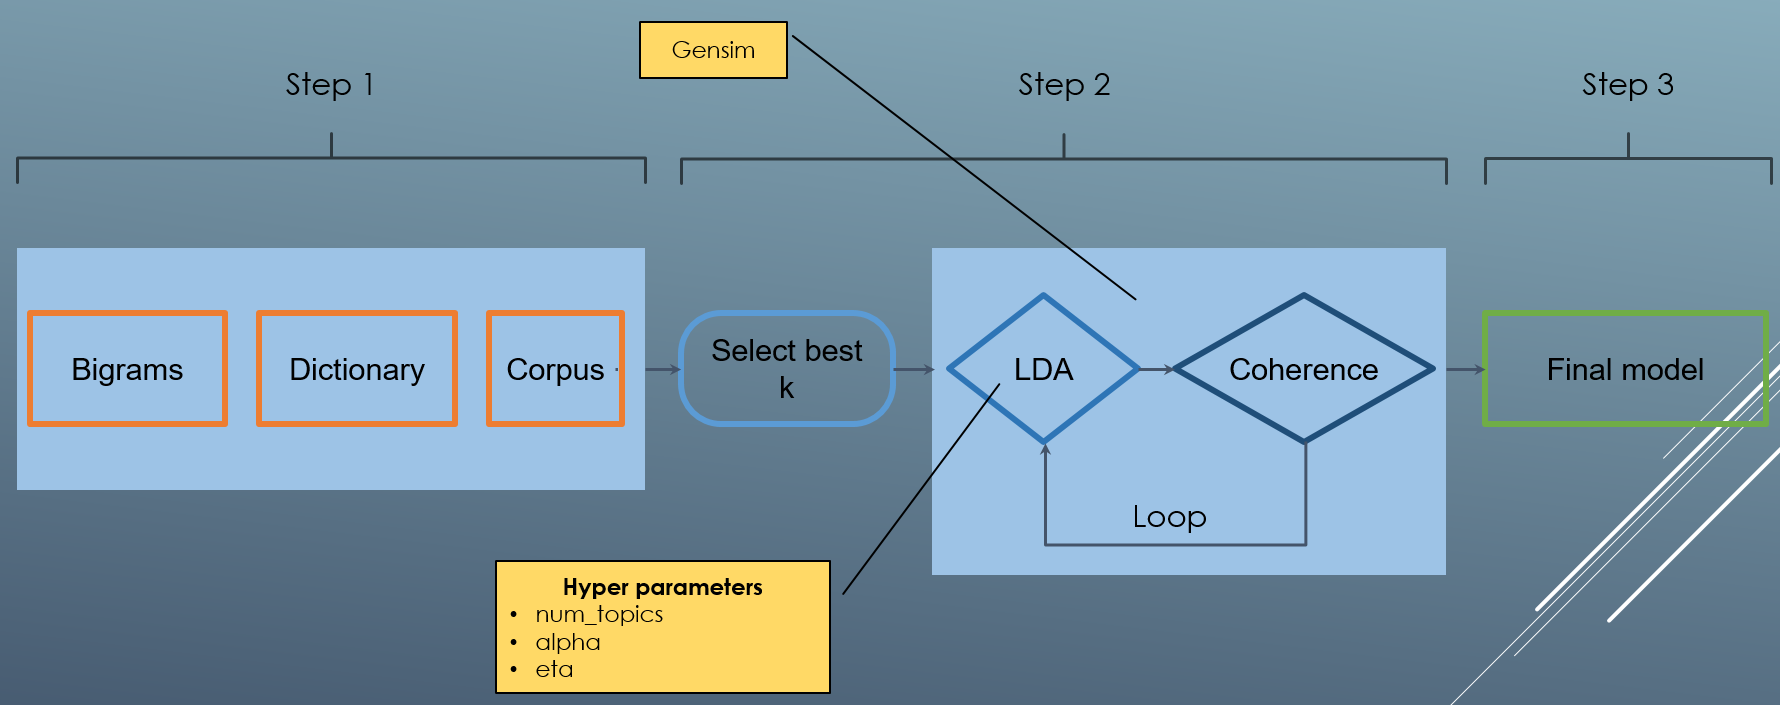 Gensim
Step 1
Step 2
Step 3
Bigrams
Dictionary
Corpus
Select best
k
LDA
Coherence
Final model
Loop
Hyper parameters
• num_topics
• alpha
• eta